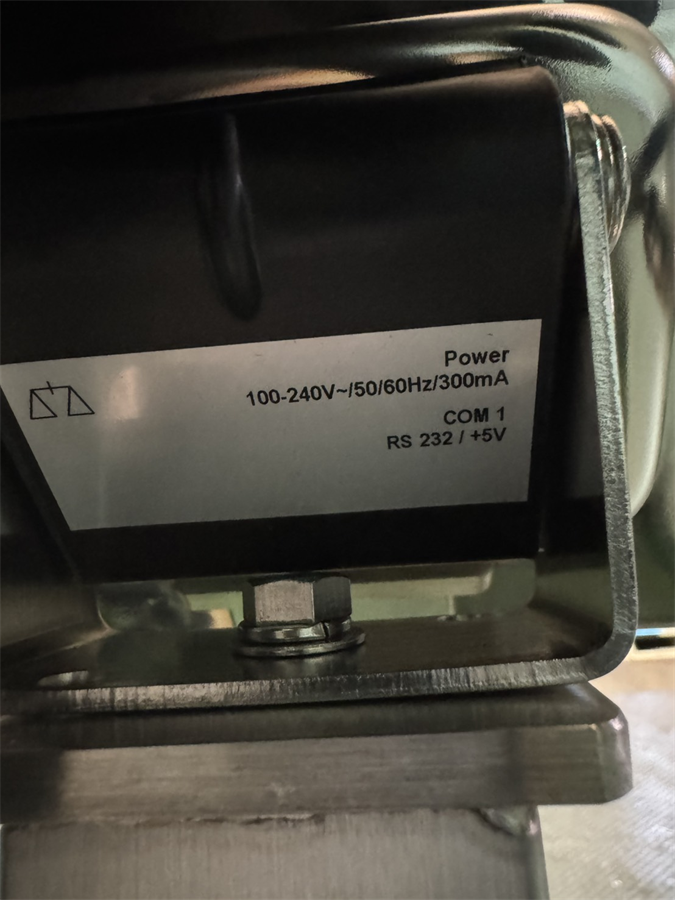 Power
100-240V~/50/60Hz/300mA
COM 1
RS 232 / +5V